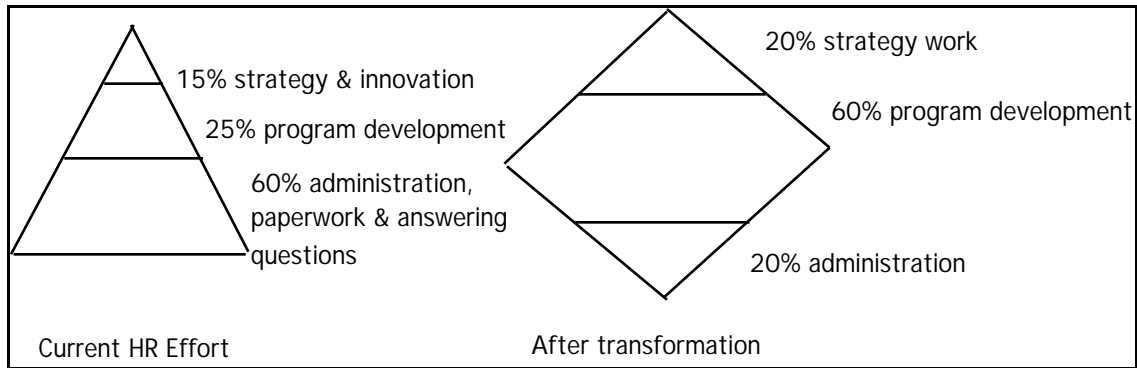 15% strategy & innovation
25% program development
60% administration,
paperwork & answering
questions
Current HR Effort
20% strategy work
60% program development
20% administration
After transformation